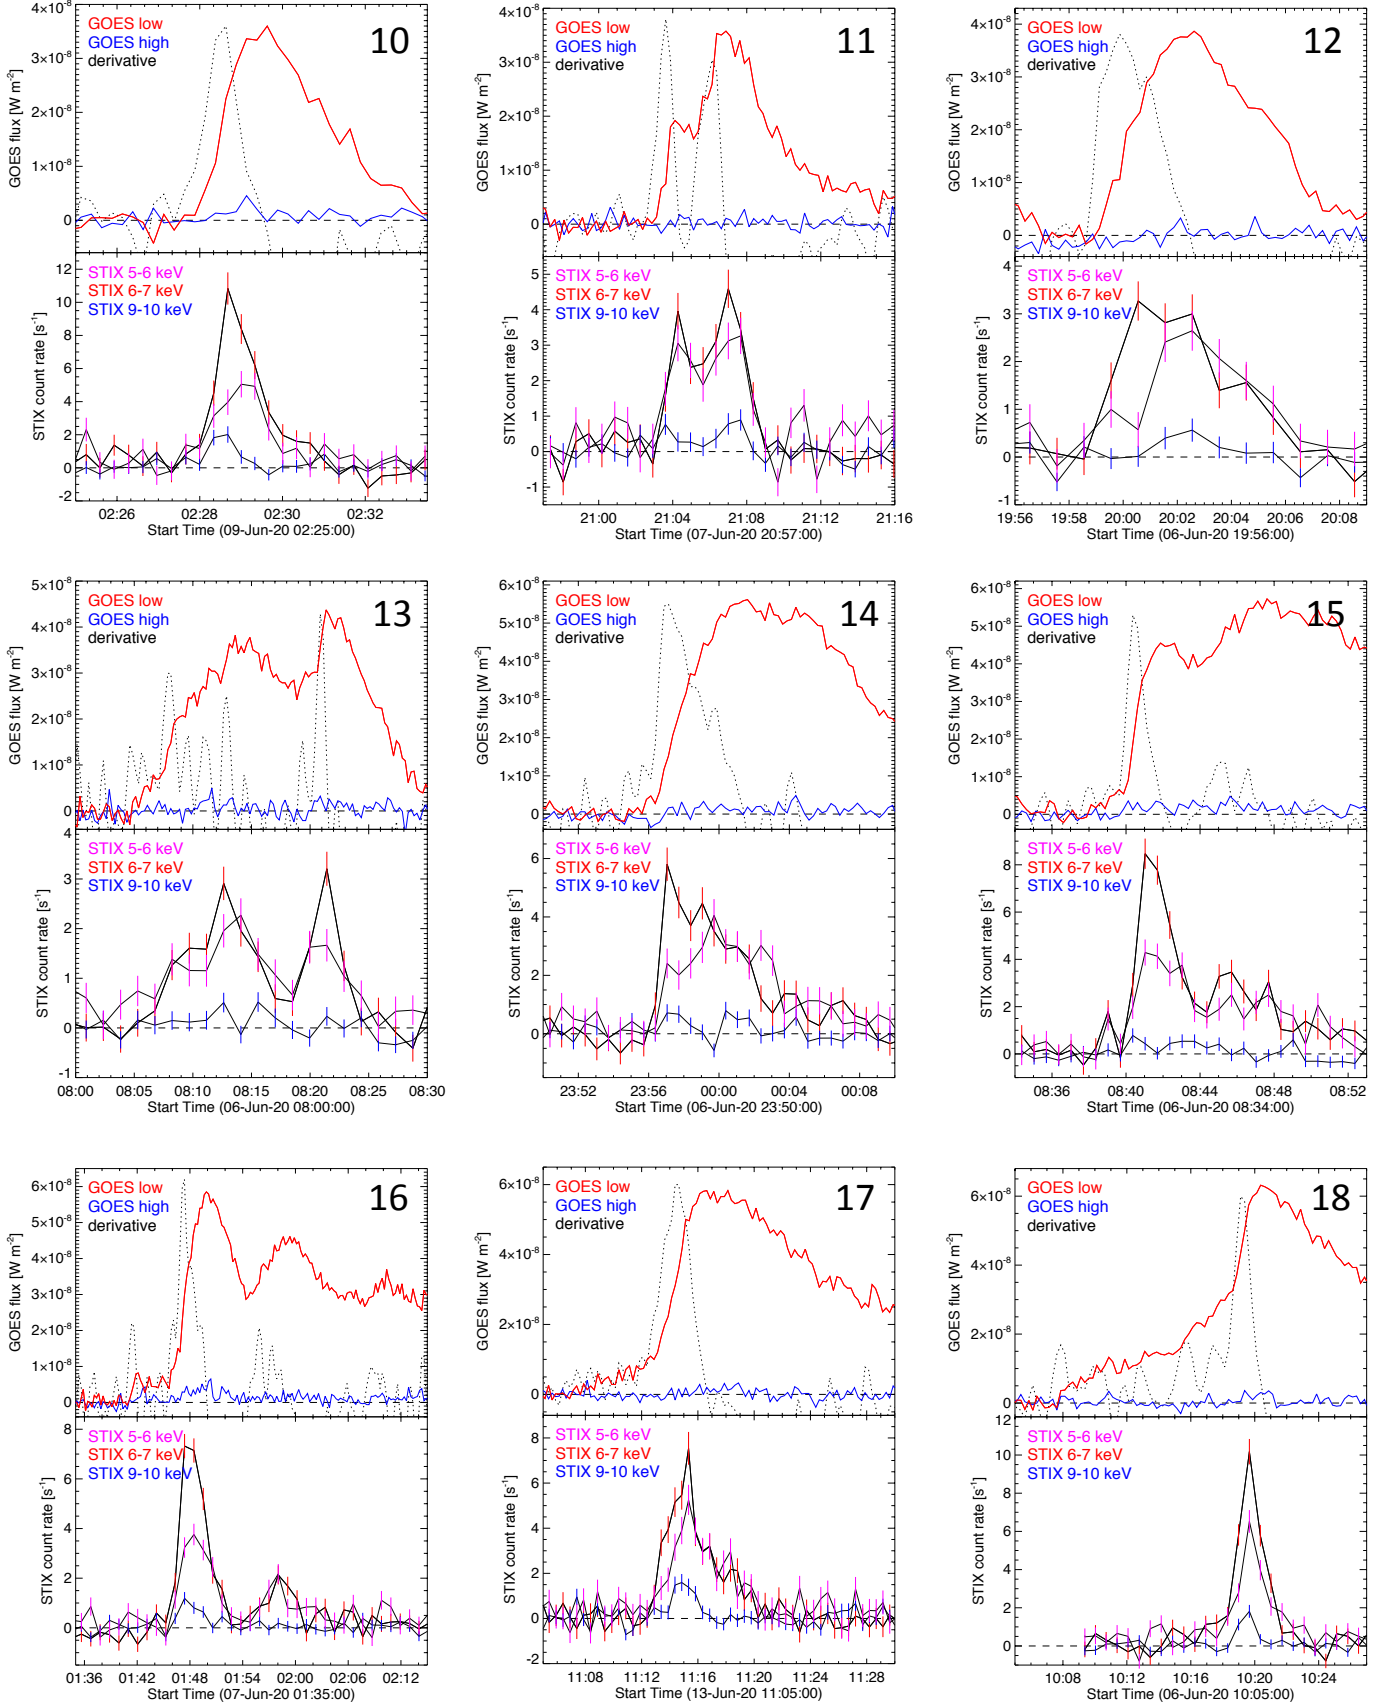 GOES low
GOES high
derivative
10
GOES flux [W m-2]
4×10-8
3×10-8
2×10-8
1×10-8
0
STIX 5-6 keV
STIX 6-7 keV
STIX 9-10 keV
STIX count rate [s-1]
12
10
8
6
4
2
0
-2
02:26 02:28 02:30 02:32
Start Time (09-Jun-20 02:25:00)
GOES low
GOES high
derivative
11
GOES flux [W m-2]
4×10-8
3×10-8
2×10-8
1×10-8
0
STIX 5-6 keV
STIX 6-7 keV
STIX 9-10 keV
STIX count rate [s-1]
5
4
3
2
1
0
-1
21:00 21:04 21:08 21:12 21:16
Start Time (07-Jun-20 20:57:00)
GOES low
GOES high
derivative
12
GOES flux [W m-2]
4×10-8
3×10-8
2×10-8
1×10-8
0
STIX 5-6 keV
STIX 6-7 keV
STIX 9-10 keV
STIX count rate [s-1]
4
3
2
1
0
-1
19:56 19:58 20:00 20:02 20:04 20:06 20:08
Start Time (06-Jun-20 19:56:00)
GOES low
GOES high
derivative
13
GOES flux [W m-2]
5×10-8
4×10-8
3×10-8
2×10-8
1×10-8
0
STIX 5-6 keV
STIX 6-7 keV
STIX 9-10 keV
STIX count rate [s-1]
4
3
2
1
0
-1
08:00 08:05 08:10 08:15 08:20 08:25 08:30
Start Time (06-Jun-20 08:00:00)
GOES low
GOES high
derivative
14
GOES flux [W m-2]
6×10-8
5×10-8
4×10-8
3×10-8
2×10-8
1×10-8
0
STIX 5-6 keV
STIX 6-7 keV
STIX 9-10 keV
STIX count rate [s-1]
6
4
2
0
23:52 23:56 00:00 00:04 00:08
Start Time (06-Jun-20 23:50:00)
GOES low
GOES high
derivative
15
GOES flux [W m-2]
6×10-8
5×10-8
4×10-8
3×10-8
2×10-8
1×10-8
0
STIX 5-6 keV
STIX 6-7 keV
STIX 9-10 keV
STIX count rate [s-1]
8
6
4
2
0
08:36 08:40 08:44 08:48 08:52
Start Time (06-Jun-20 08:34:00)
GOES low
GOES high
derivative
16
GOES flux [W m-2]
6×10-8
5×10-8
4×10-8
3×10-8
2×10-8
1×10-8
0
STIX 5-6 keV
STIX 6-7 keV
STIX 9-10 keV
STIX count rate [s-1]
8
6
4
2
0
01:36 01:42 01:48 01:54 02:00 02:06 02:12
Start Time (07-Jun-20 01:35:00)
GOES low
GOES high
derivative
17
GOES flux [W m-2]
6×10-8
4×10-8
2×10-8
0
STIX 5-6 keV
STIX 6-7 keV
STIX 9-10 keV
STIX count rate [s-1]
8
6
4
2
0
-2
11:08 11:12 11:16 11:20 11:24 11:28
Start Time (13-Jun-20 11:05:00)
GOES low
GOES high
derivative
18
GOES flux [W m-2]
6×10-8
4×10-8
2×10-8
0
STIX 5-6 keV
STIX 6-7 keV
STIX 9-10 keV
STIX count rate [s-1]
12
10
8
6
4
2
0
10:08 10:12 10:16 10:20 10:24
Start Time (06-Jun-20 10:05:00)